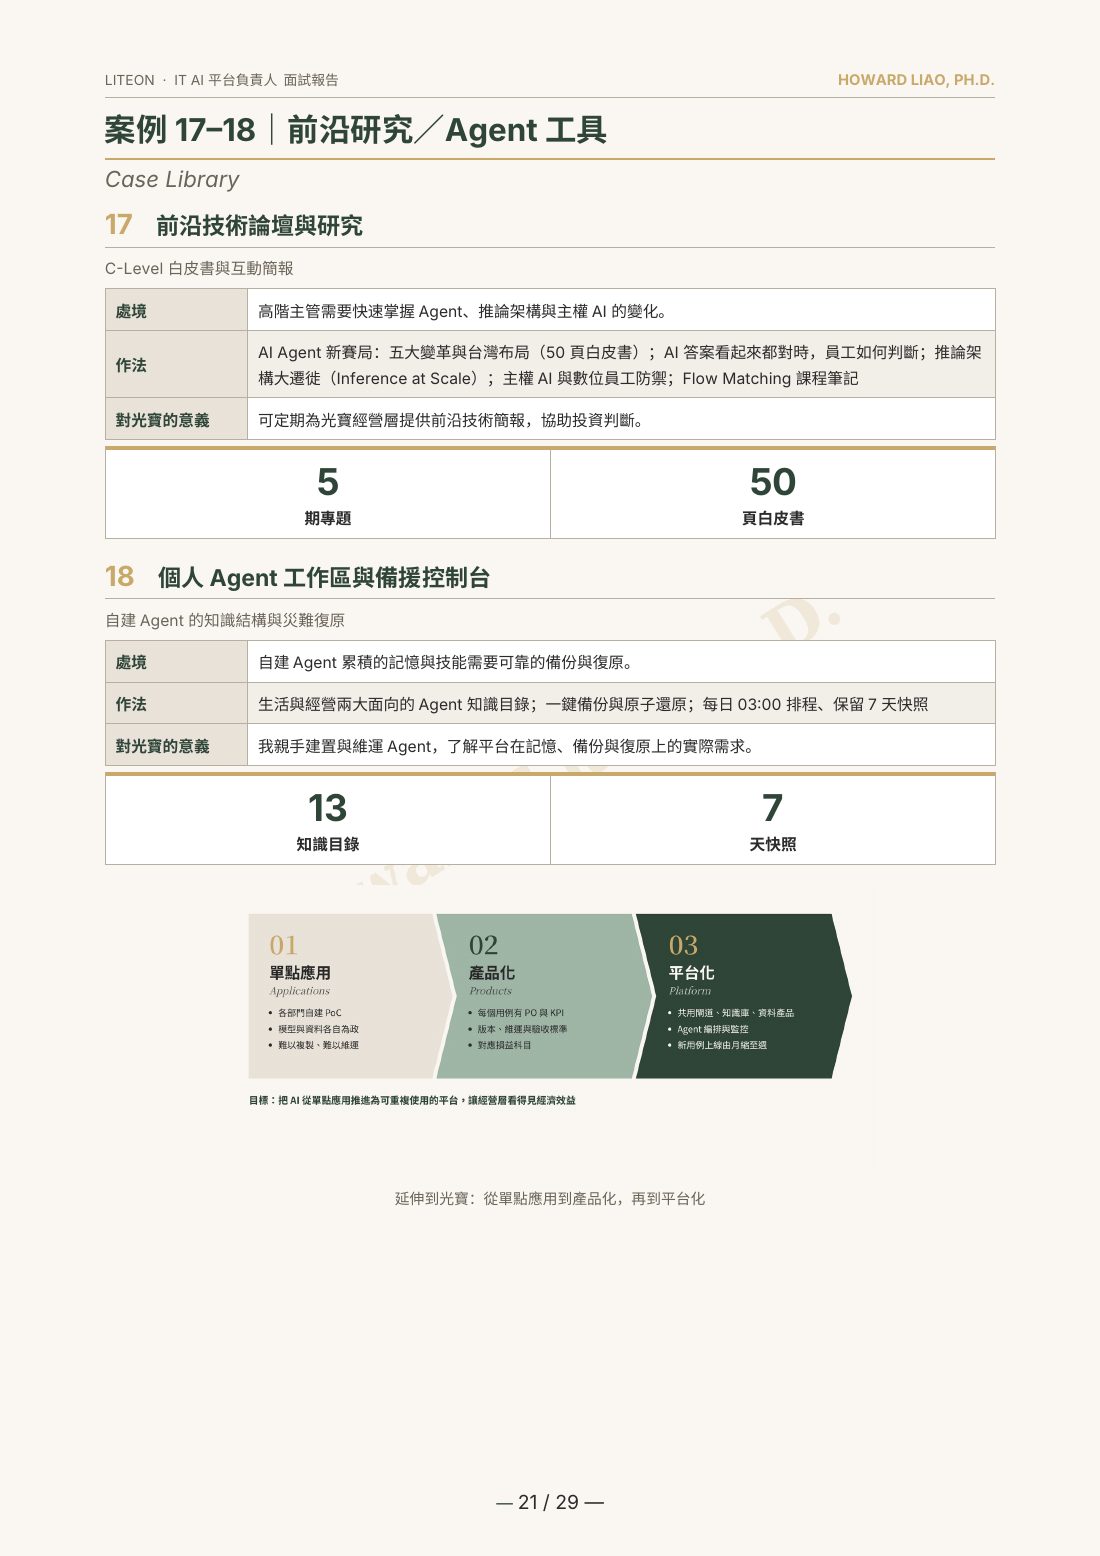 LITEON · IT AI 平台負責人 面試報告
HOWARD LIAO, PH.D.
案例 17–18｜前沿研究／Agent 工具
Case Library
17 前沿技術論壇與研究
C-Level 白皮書與互動簡報
處境 高階主管需要快速掌握 Agent、推論架構與主權 AI 的變化。
作法 AI Agent 新賽局：五大變革與台灣布局（50 頁白皮書）；AI 答案看起來都對時，員工如何判斷；推論架
構大遷徙（Inference at Scale）；主權 AI 與數位員工防禦；Flow Matching 課程筆記
對光寶的意義 可定期為光寶經營層提供前沿技術簡報，協助投資判斷。
5 50
期專題 頁白皮書
18 個人 Agent 工作區與備援控制台
自建 Agent 的知識結構與災難復原
D.
處境 自建 Agent 累積的記憶與技能需要可靠的備份與復原。
作法 生活與經營兩大面向的 Agent 知識目錄；一鍵備份與原子還原；每日 03:00 排程、保留 7 天快照
對光寶的意義 我親手建置與維運 Agent，了解平台在記憶、備份與復原上的實際需求。
13 7
知識目錄 天快照
01
單點應用
Applications
• 各部門自建 PoC
• 模型與資料各自為政
• 難以複製、難以維運
02
產品化
Products
• 每個用例有 PO 與 KPI
• 版本、維運與驗收標準
• 對應損益科目
03
平台化
Platform
• 共用閘道、知識庫、資料產品
• Agent 編排與監控
• 新用例上線由月縮至週
目標：把 AI 從單點應用推進為可重複使用的平台，讓經營層看得見經濟效益
延伸到光寶：從單點應用到產品化，再到平台化
— 21 / 29 —